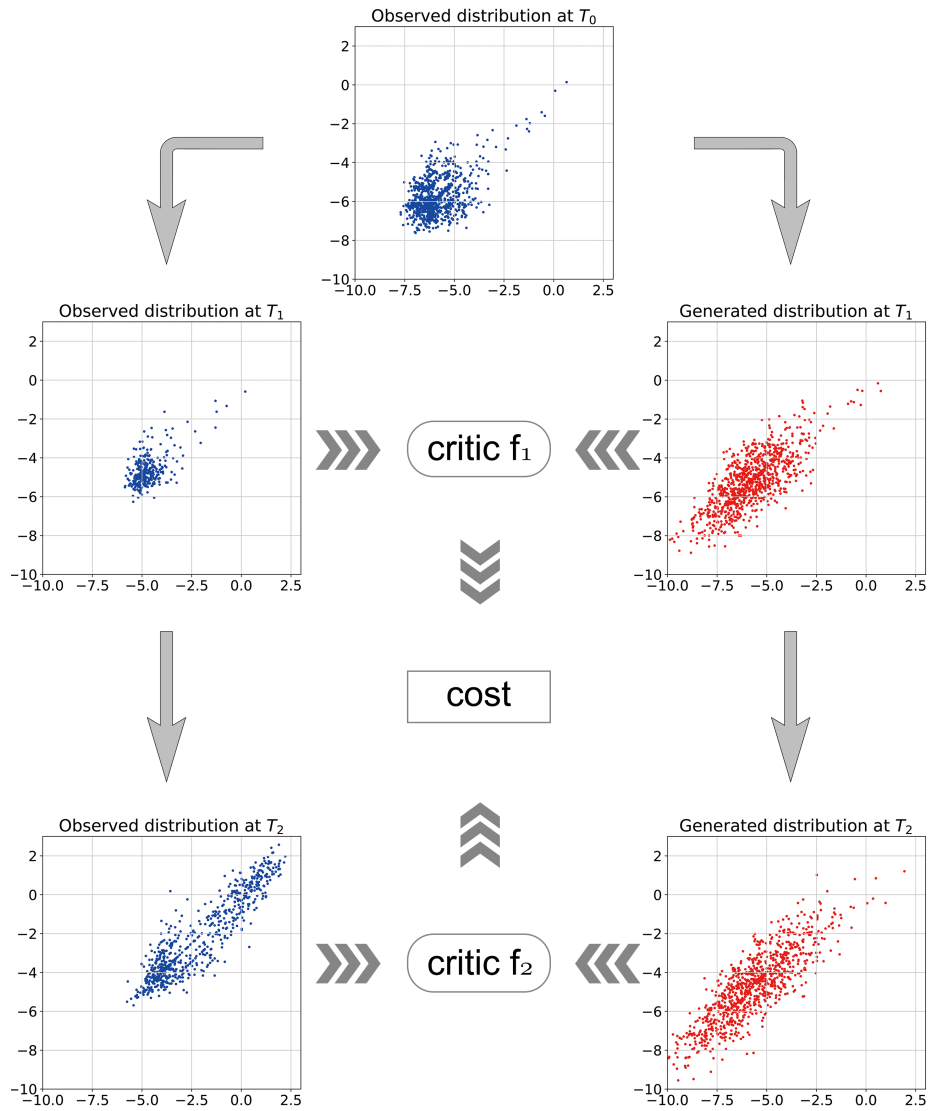 Observed distribution at T₀
2
0
−2
−4
−6
−8
−10
−10.0 −7.5 −5.0 −2.5 0.0 2.5
Observed distribution at T₁
2
0
−2
−4
−6
−8
−10
−10.0 −7.5 −5.0 −2.5 0.0 2.5
critic f₁
Generated distribution at T₁
2
0
−2
−4
−6
−8
−10
−10.0 −7.5 −5.0 −2.5 0.0 2.5
cost
Observed distribution at T₂
2
0
−2
−4
−6
−8
−10
−10.0 −7.5 −5.0 −2.5 0.0 2.5
critic f₂
Generated distribution at T₂
2
0
−2
−4
−6
−8
−10
−10.0 −7.5 −5.0 −2.5 0.0 2.5